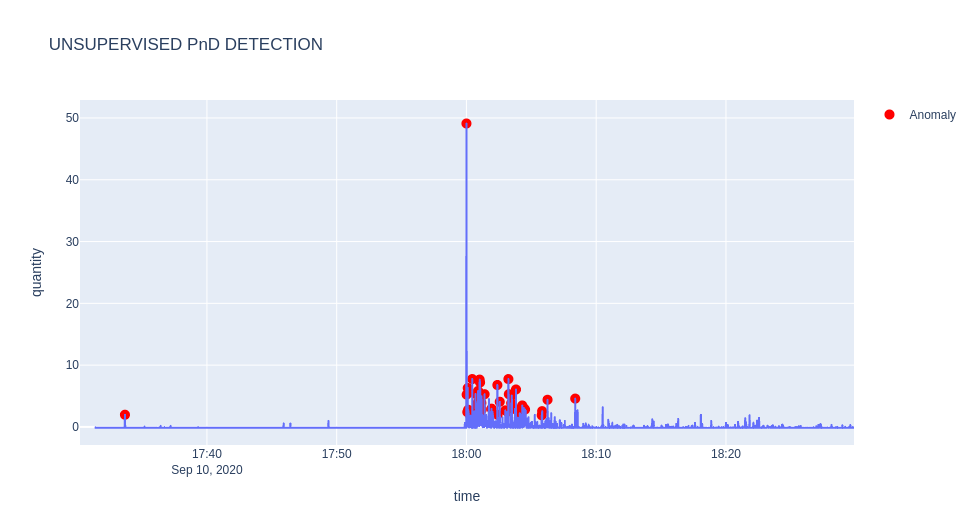 UNSUPERVISED PnD DETECTION
Anomaly
50
40
30
20
10
0
quantity
17:40
17:50
18:00
18:10
18:20
Sep 10, 2020
time